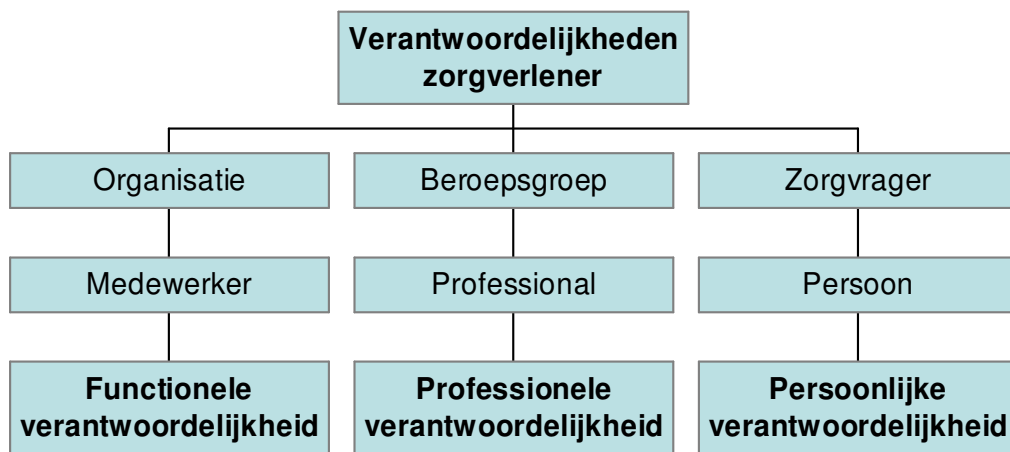 Verantwoordelijkheden
zorgverlener
Organisatie
Beroepsgroep
Zorgvrager
Medewerker
Professional
Persoon
Functionele
verantwoordelijkheid
Professionele
verantwoordelijkheid
Persoonlijke
verantwoordelijkheid